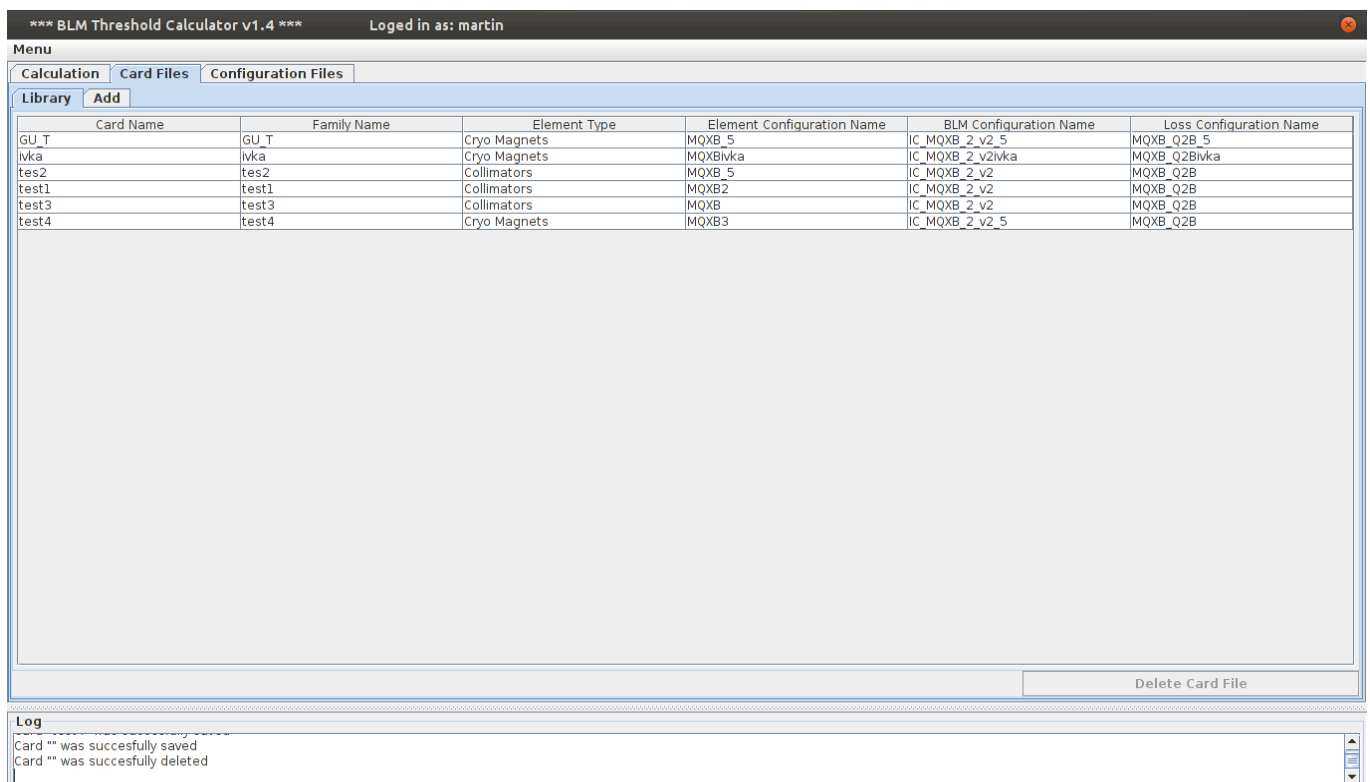 *** BLM Threshold Calculator v1.4 *** Loged in as: martin
Menu
Calculation Card Files Configuration Files
Library Add
Card Name Family Name Element Type Element Configuration Name BLM Configuration Name Loss Configuration Name
GU_T GU_T Cryo Magnets MQXB_5 IC_MQXB_2_v2_5 MQXB_Q2B_5
ivka ivka Cryo Magnets MQXBivka IC_MQXB_2_v2ivka MQXB_Q2Bivka
tes2 tes2 Collimators MQXB_5 IC_MQXB_2_v2 MQXB_Q2B
test1 test1 Collimators MQXB2 IC_MQXB_2_v2 MQXB_Q2B
test3 test3 Collimators MQXB IC_MQXB_2_v2 MQXB_Q2B
test4 test4 Cryo Magnets MQXB3 IC_MQXB_2_v2_5 MQXB_Q2B
Delete Card File
Log
Card "" was succesfully saved
Card "" was succesfully deleted